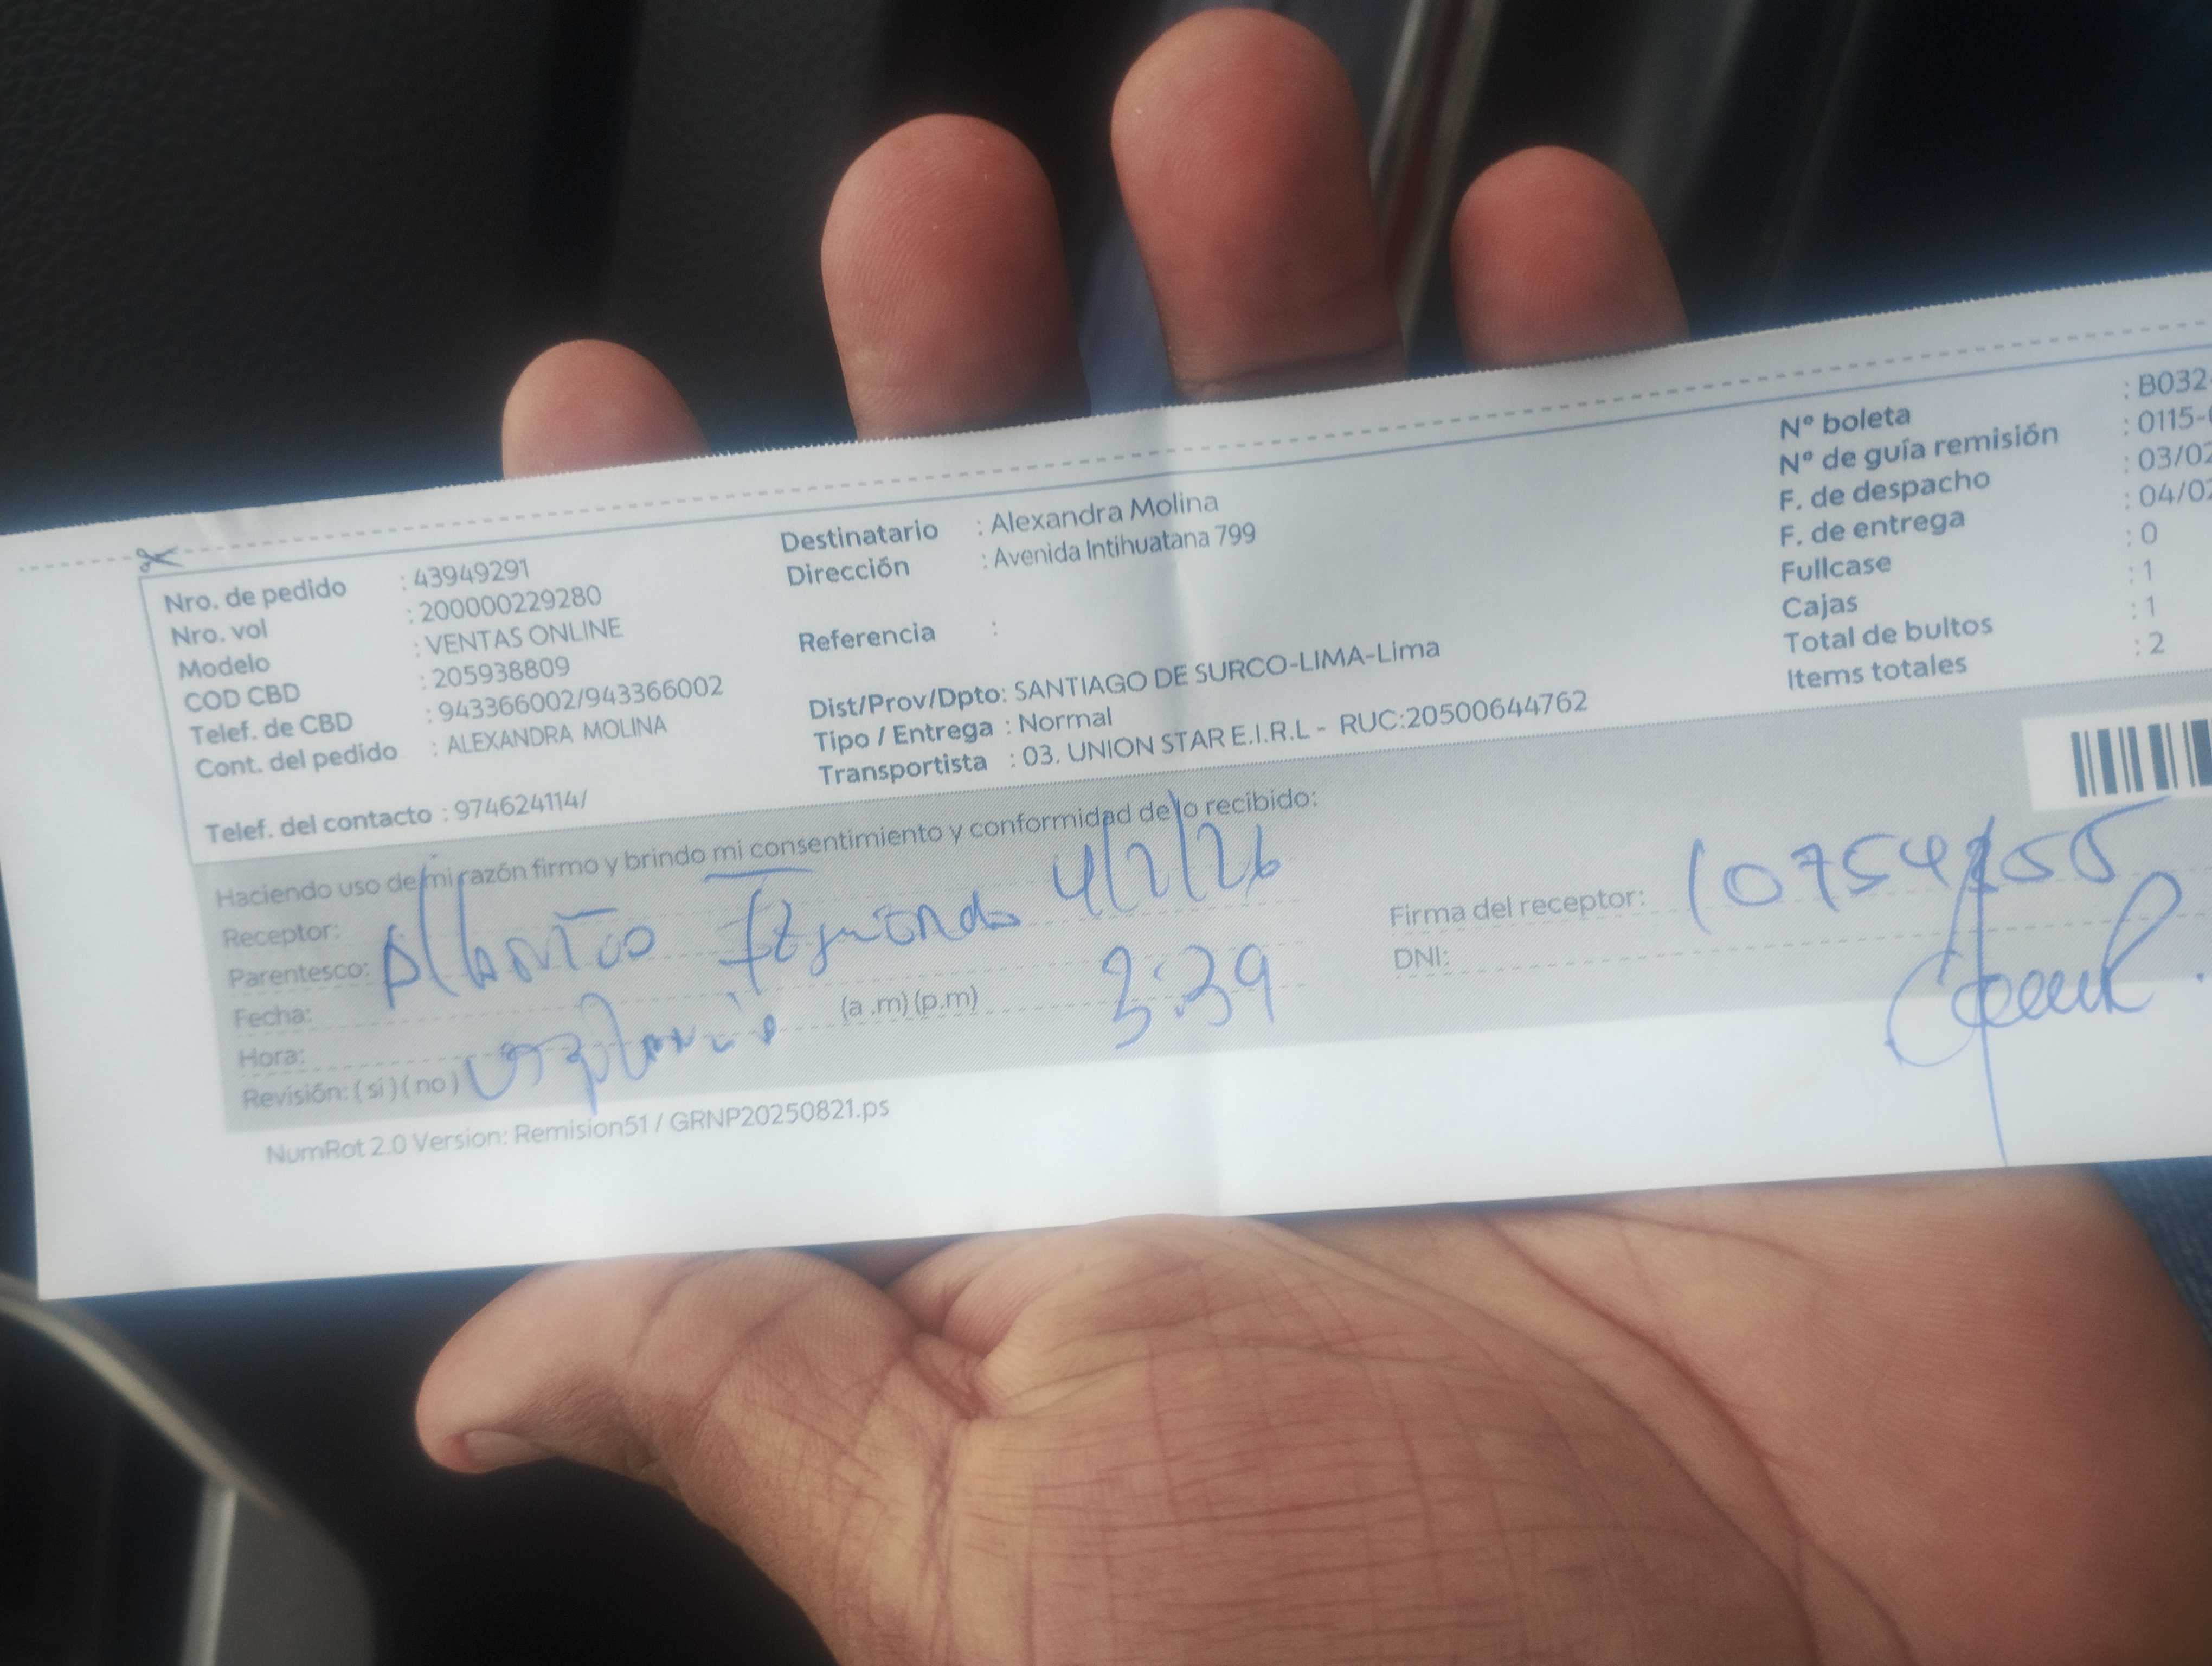 Nro. de pedido : 43949291
Nro. vol : 200000229280
Modelo : VENTAS ONLINE
COD CBD : 205938809
Telef. de CBD : 943366002/943366002
Cont. del pedido : ALEXANDRA MOLINA
Telef. del contacto : 974624114/
Destinatario : Alexandra Molina
Dirección : Avenida Intihuatana 799
Referencia :
Dist/Prov/Dpto: SANTIAGO DE SURCO-LIMA-Lima
Tipo / Entrega : Normal
Transportista : 03. UNION STAR E.I.R.L - RUC:20500644762
Nº boleta : B032-
Nº de guía remisión : 0115-
F. de despacho : 03/02
F. de entrega : 04/02
Fullcase : 0
Cajas : 1
Total de bultos : 1
Items totales : 2
Haciendo uso de mi razón firmo y brindo mi consentimiento y conformidad de lo recibido:
Receptor:
Parentesco:
Fecha:
Hora: (a.m) (p.m)
Revisión: ( si ) ( no )
4/2/26
3:39
Firma del receptor:
DNI:
NumRot 2.0 Version: Remision51 / GRNP20250821.ps